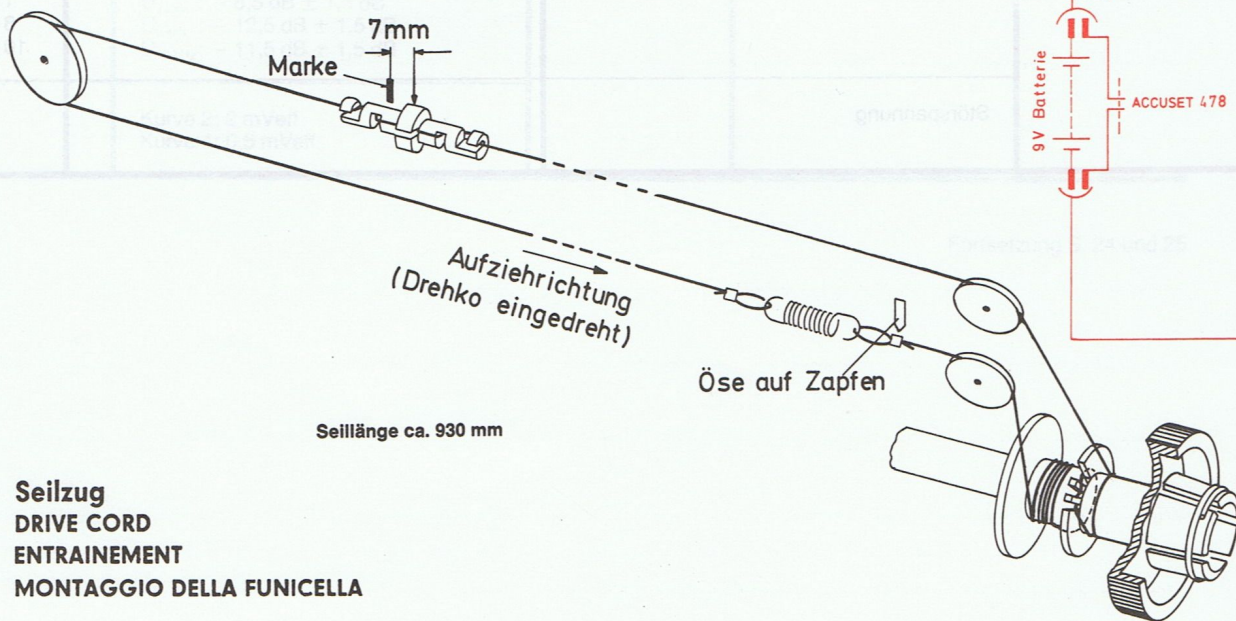 7mm
Marke
9V Batterie
ACCUSET 478
Aufziehrichtung
(Drehko eingedreht)
Öse auf Zapfen
Seillänge ca. 930 mm
Seilzug
DRIVE CORD
ENTRAINEMENT
MONTAGGIO DELLA FUNICELLA